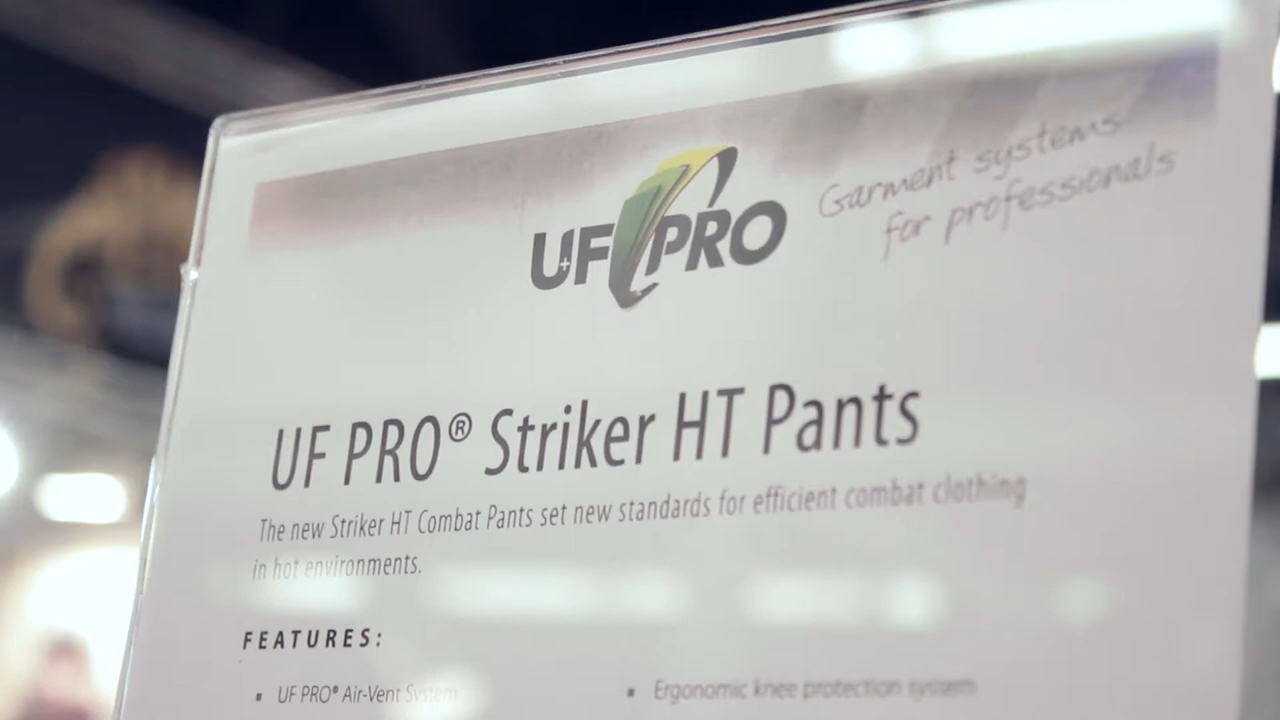 UF PRO
Garment systems
for professionals
UF PRO® Striker HT Pants
The new Striker HT Combat Pants set new standards for efficient combat clothing
in hot environments.
FEATURES:
▪ UF PRO® Air-Vent System
▪ Ergonomic knee protection system